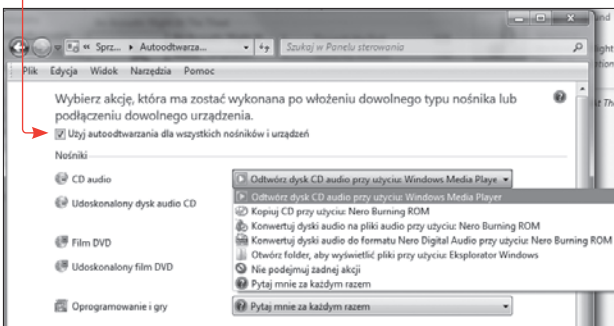 Sprz... Autoodtwarza...
Szukaj w Panelu sterowania
Plik Edycja Widok Narzędzia Pomoc
Wybierz akcję, która ma zostać wykonana po włożeniu dowolnego typu nośnika lub
podłączeniu dowolnego urządzenia.
Użyj autoodtwarzania dla wszystkich nośników i urządzeń
Nośniki
CD audio
Odtwórz dysk CD audio przy użyciu: Windows Media Playe
Udoskonalony dysk audio CD
Odtwórz dysk CD audio przy użyciu: Windows Media Player
Kopiuj CD przy użyciu: Nero Burning ROM
Konwertuj dyski audio na pliki audio przy użyciu: Nero Burning ROM
Film DVD
Konwertuj dyski audio do formatu Nero Digital Audio przy użyciu: Nero Burning ROM
Otwórz folder, aby wyświetlić pliki przy użyciu: Eksplorator Windows
Udoskonalony film DVD
Nie podejmuj żadnej akcji
Pytaj mnie za każdym razem
Oprogramowanie i gry
Pytaj mnie za każdym razem